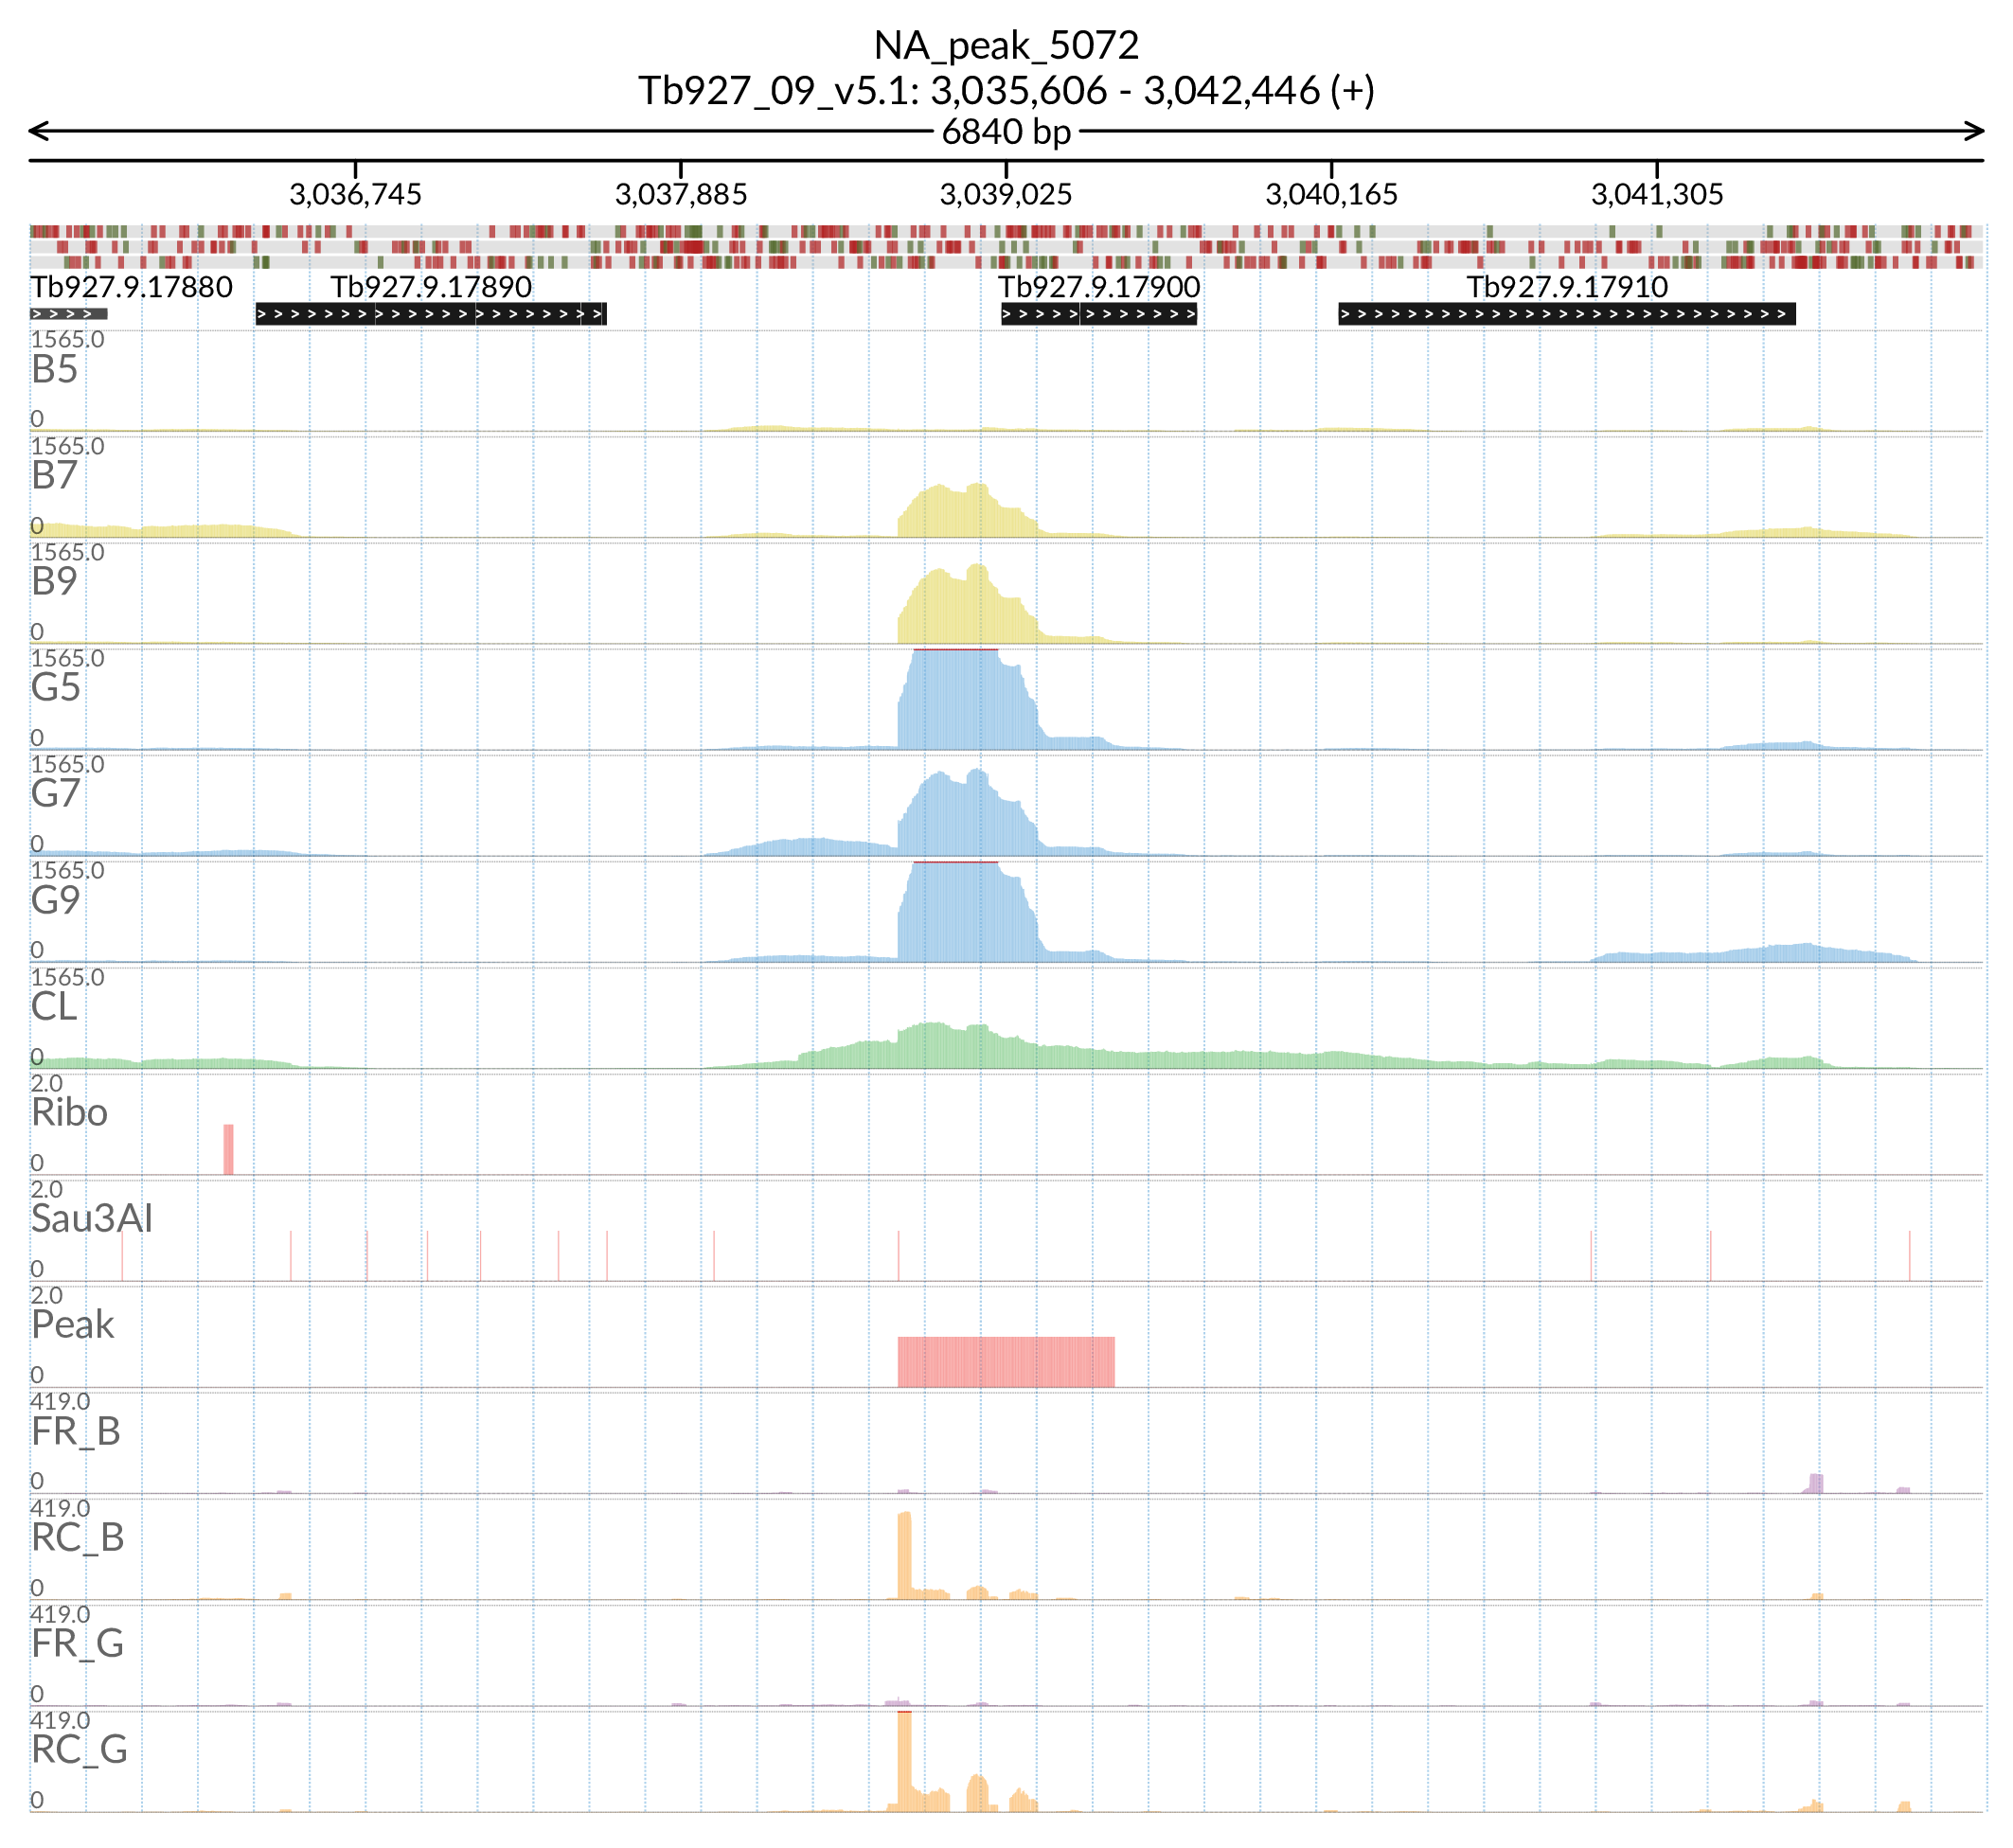 NA_peak_5072
Tb927_09_v5.1: 3,035,606 - 3,042,446 (+)
6840 bp
3,036,745 3,037,885 3,039,025 3,040,165 3,041,305
Tb927.9.17880 Tb927.9.17890 Tb927.9.17900 Tb927.9.17910
1565.0
B5
0
1565.0
B7
0
1565.0
B9
0
1565.0
G5
0
1565.0
G7
0
1565.0
G9
0
1565.0
CL
0
2.0
Ribo
0
2.0
Sau3AI
0
2.0
Peak
0
419.0
FR_B
0
419.0
RC_B
0
419.0
FR_G
0
419.0
RC_G
0